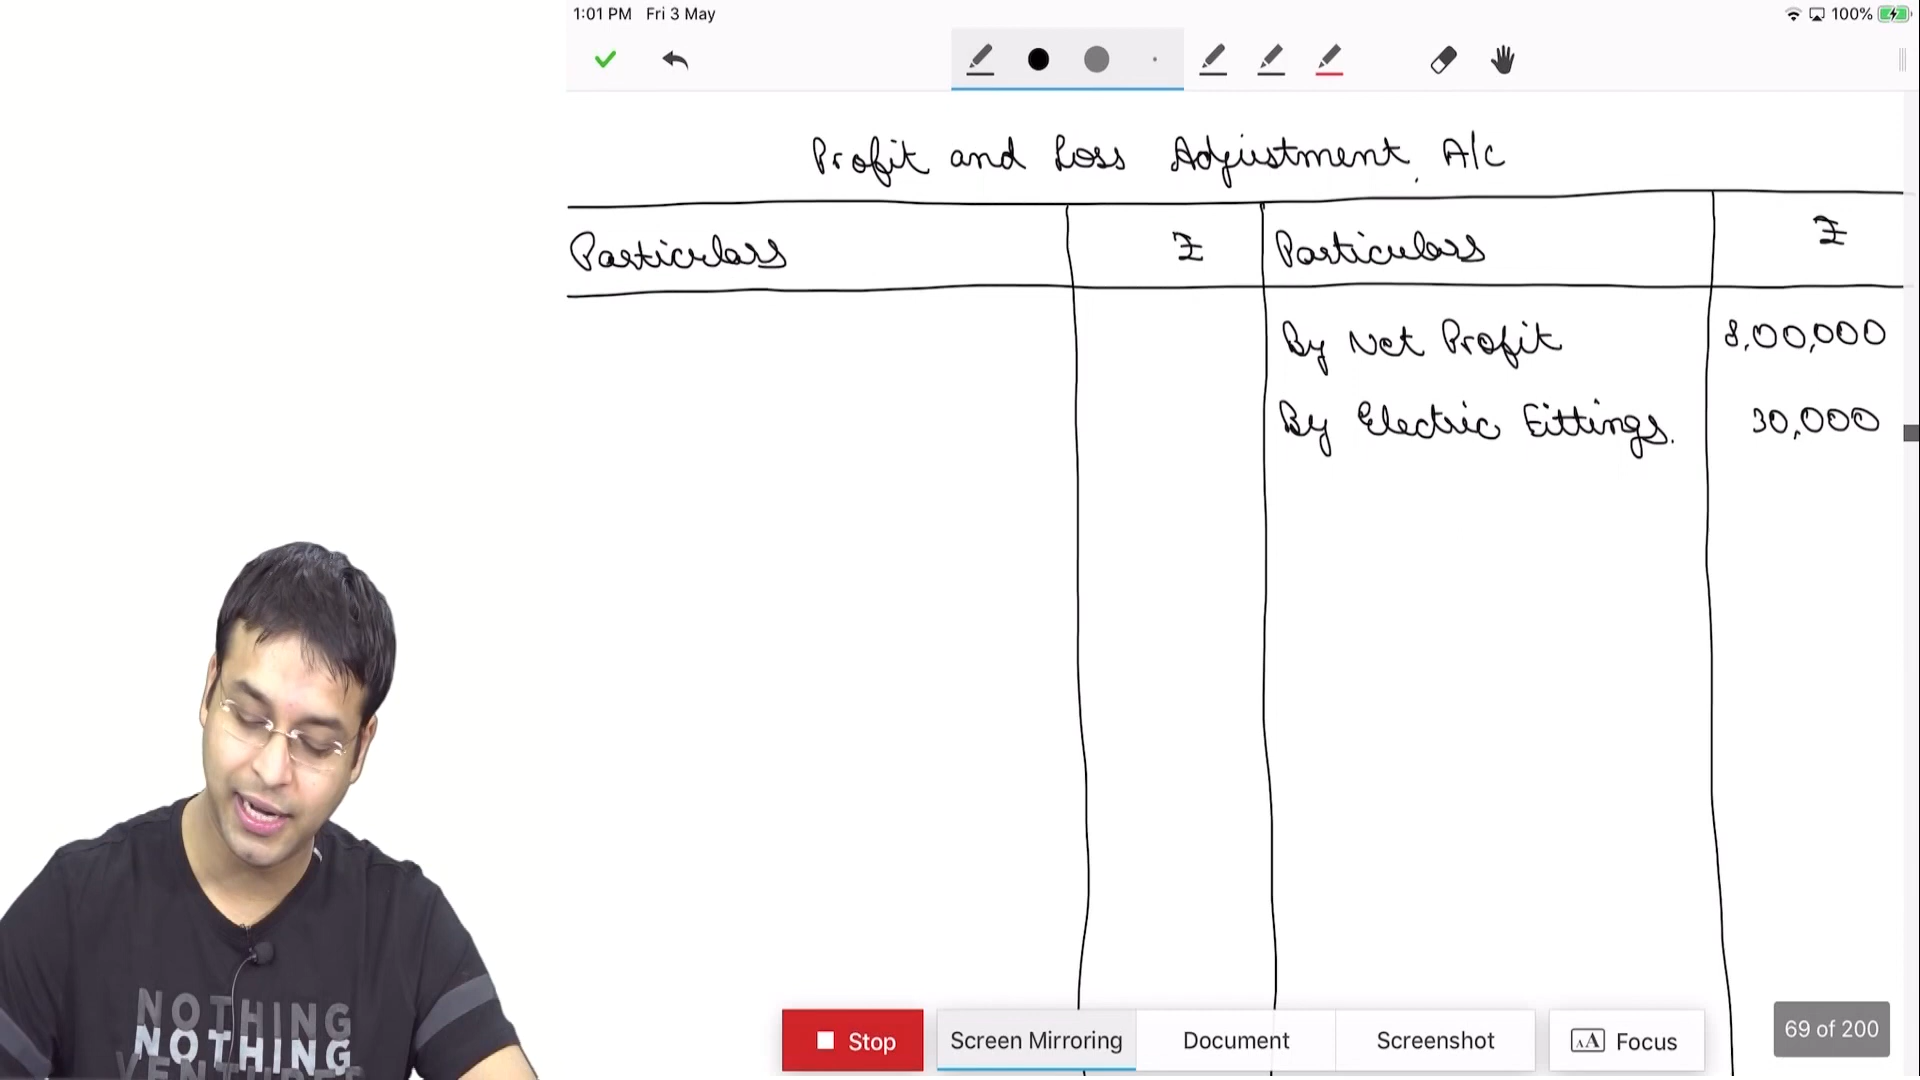 1:01 PM Fri 3 May
100%
Profit and Loss Adjustment A/c
Particulars ₹ Particulars ₹
By Net Profit 8,00,000
By Electric Fittings. 30,000
NOTHING
NOTHING
Stop Screen Mirroring Document Screenshot AA Focus
69 of 200